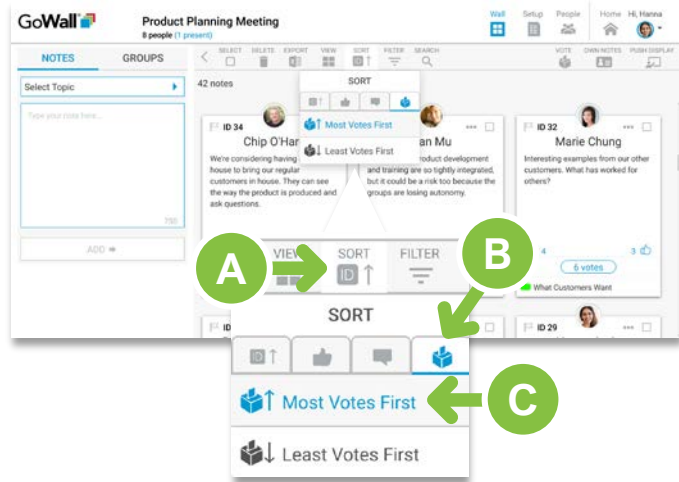 GoWall
Product Planning Meeting
8 people (1 present)
Wall Setup People Home Hi, Hanna
NOTES GROUPS
SELECT DELETE EXPORT VIEW SORT FILTER SEARCH
VOTE OWN NOTES PUSH DISPLAY
Select Topic
42 notes
Type your note here...
750
ADD
SORT
ID
Most Votes First
Least Votes First
ID 34
Chip O'Har
We're considering having
house to bring our regular
customers in house. They can see
the way the product is produced and
ask questions.
an Mu
oduct development
and training are so tightly integrated,
but it could be a risk too because the
groups are losing autonomy.
ID 32
Marie Chung
Interesting examples from our other
customers. What has worked for
others?
4 3
6 votes
What Customers Want
ID
ID 29
A
VIEW SORT FILTER
ID
B
SORT
ID
Most Votes First
C
Least Votes First